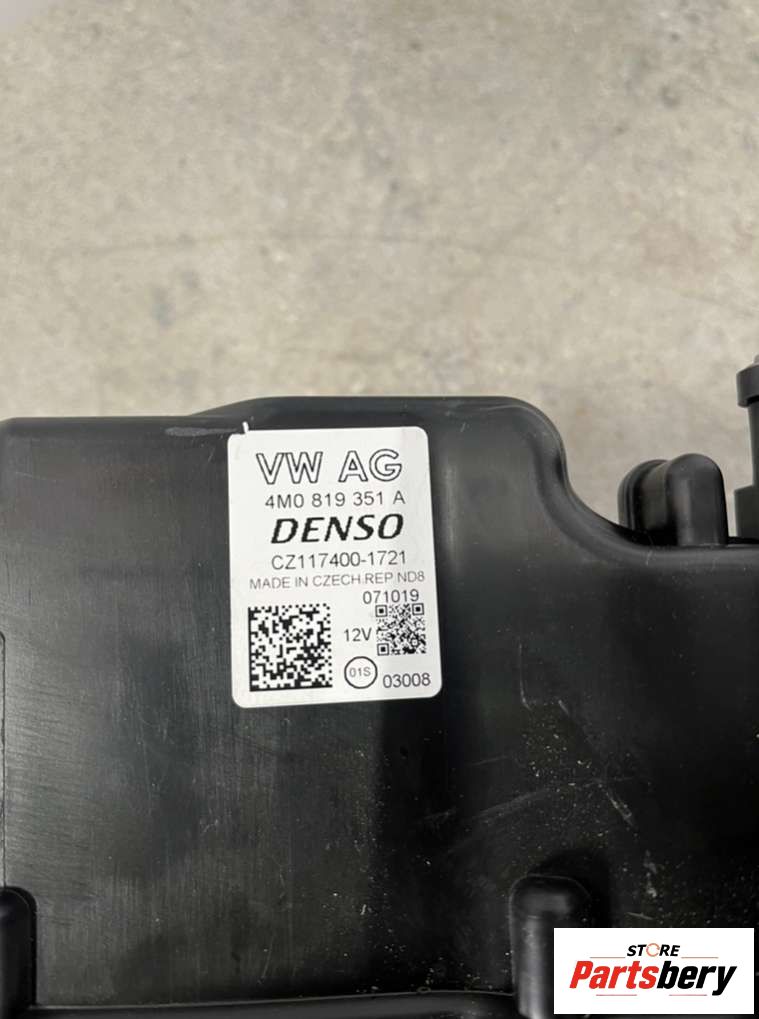 VW AG
4M0 819 351 A
DENSO
CZ117400-1721
MADE IN CZECH.REP ND8
071019
12V
01S
03008
STORE
Partsbery